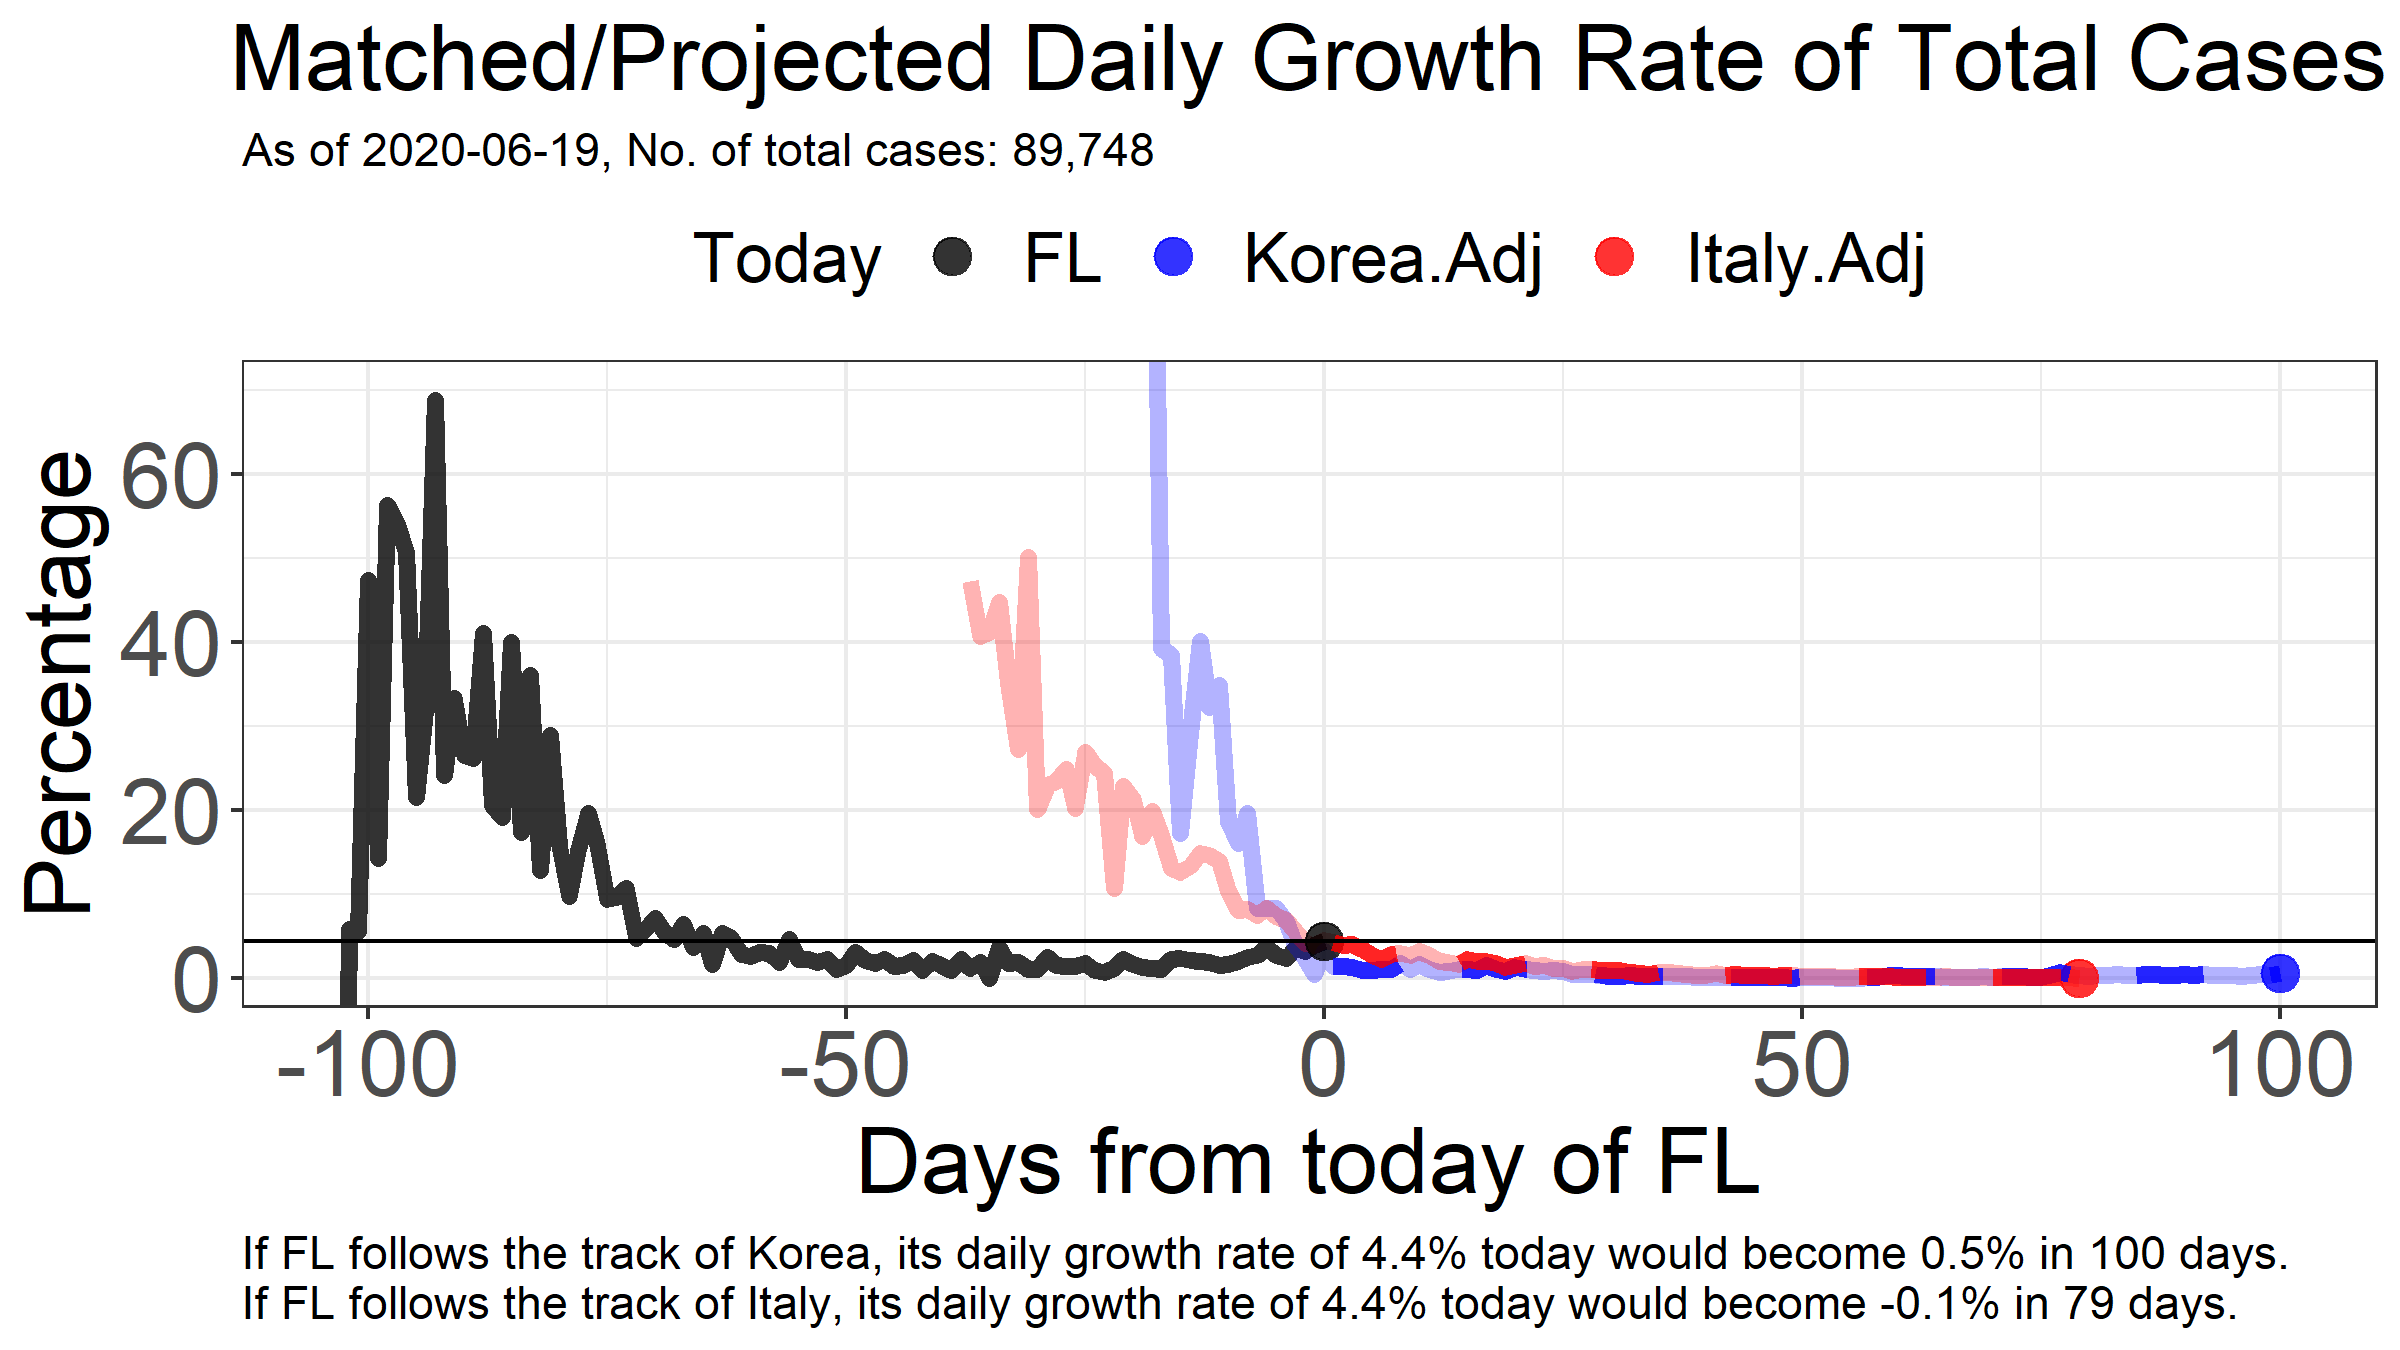 Matched/Projected Daily Growth Rate of Total Cases
As of 2020-06-19, No. of total cases: 89,748
Today FL Korea.Adj Italy.Adj
Percentage
60
40
20
0
-100 -50 0 50 100
Days from today of FL
If FL follows the track of Korea, its daily growth rate of 4.4% today would become 0.5% in 100 days.
If FL follows the track of Italy, its daily growth rate of 4.4% today would become -0.1% in 79 days.